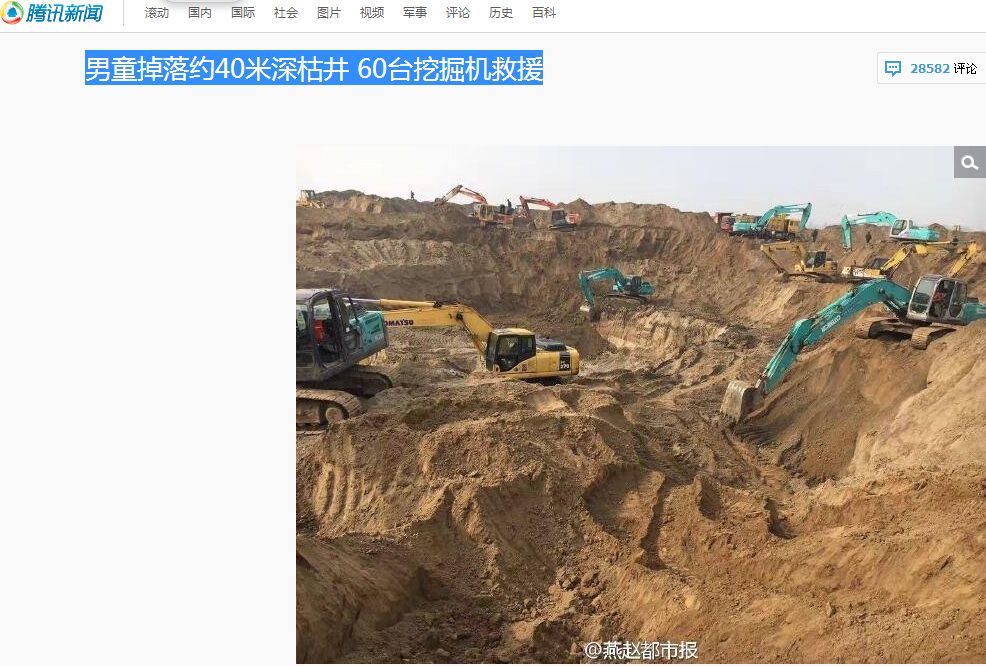 腾讯新闻
滚动 国内 国际 社会 图片 视频 军事 评论 历史 百科
男童掉落约40米深枯井 60台挖掘机救援
28582 评论
KOMATSU
KOBELCO
@燕赵都市报